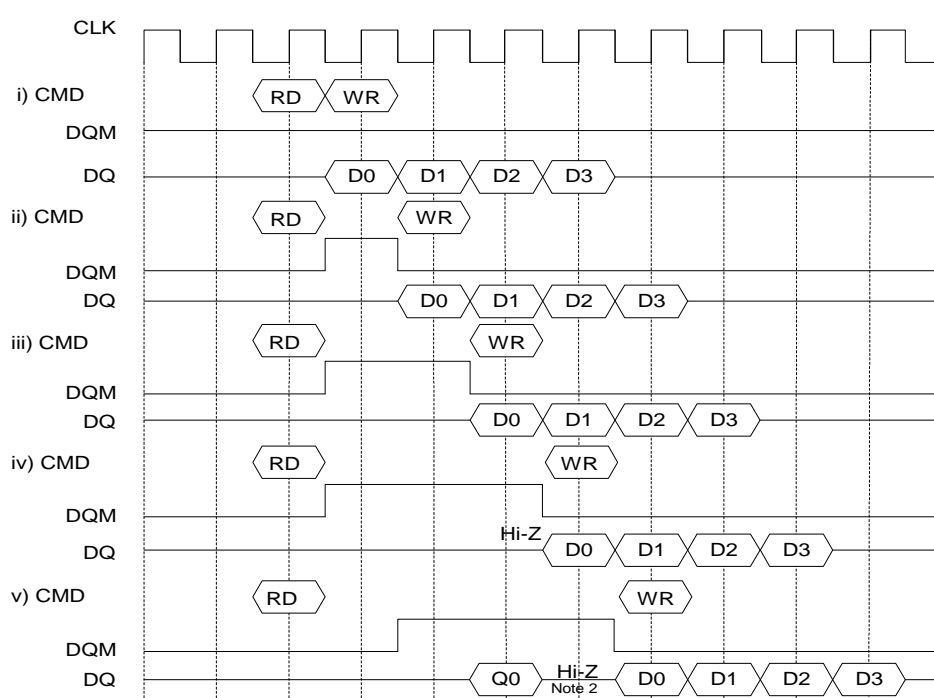 CLK
i) CMD RD WR
DQM
DQ D0 D1 D2 D3
ii) CMD RD WR
DQM
DQ D0 D1 D2 D3
iii) CMD RD WR
DQM
DQ D0 D1 D2 D3
iv) CMD RD WR
DQM
DQ Hi-Z D0 D1 D2 D3
v) CMD RD WR
DQM
DQ Q0 Hi-Z D0 D1 D2 D3
Note 2